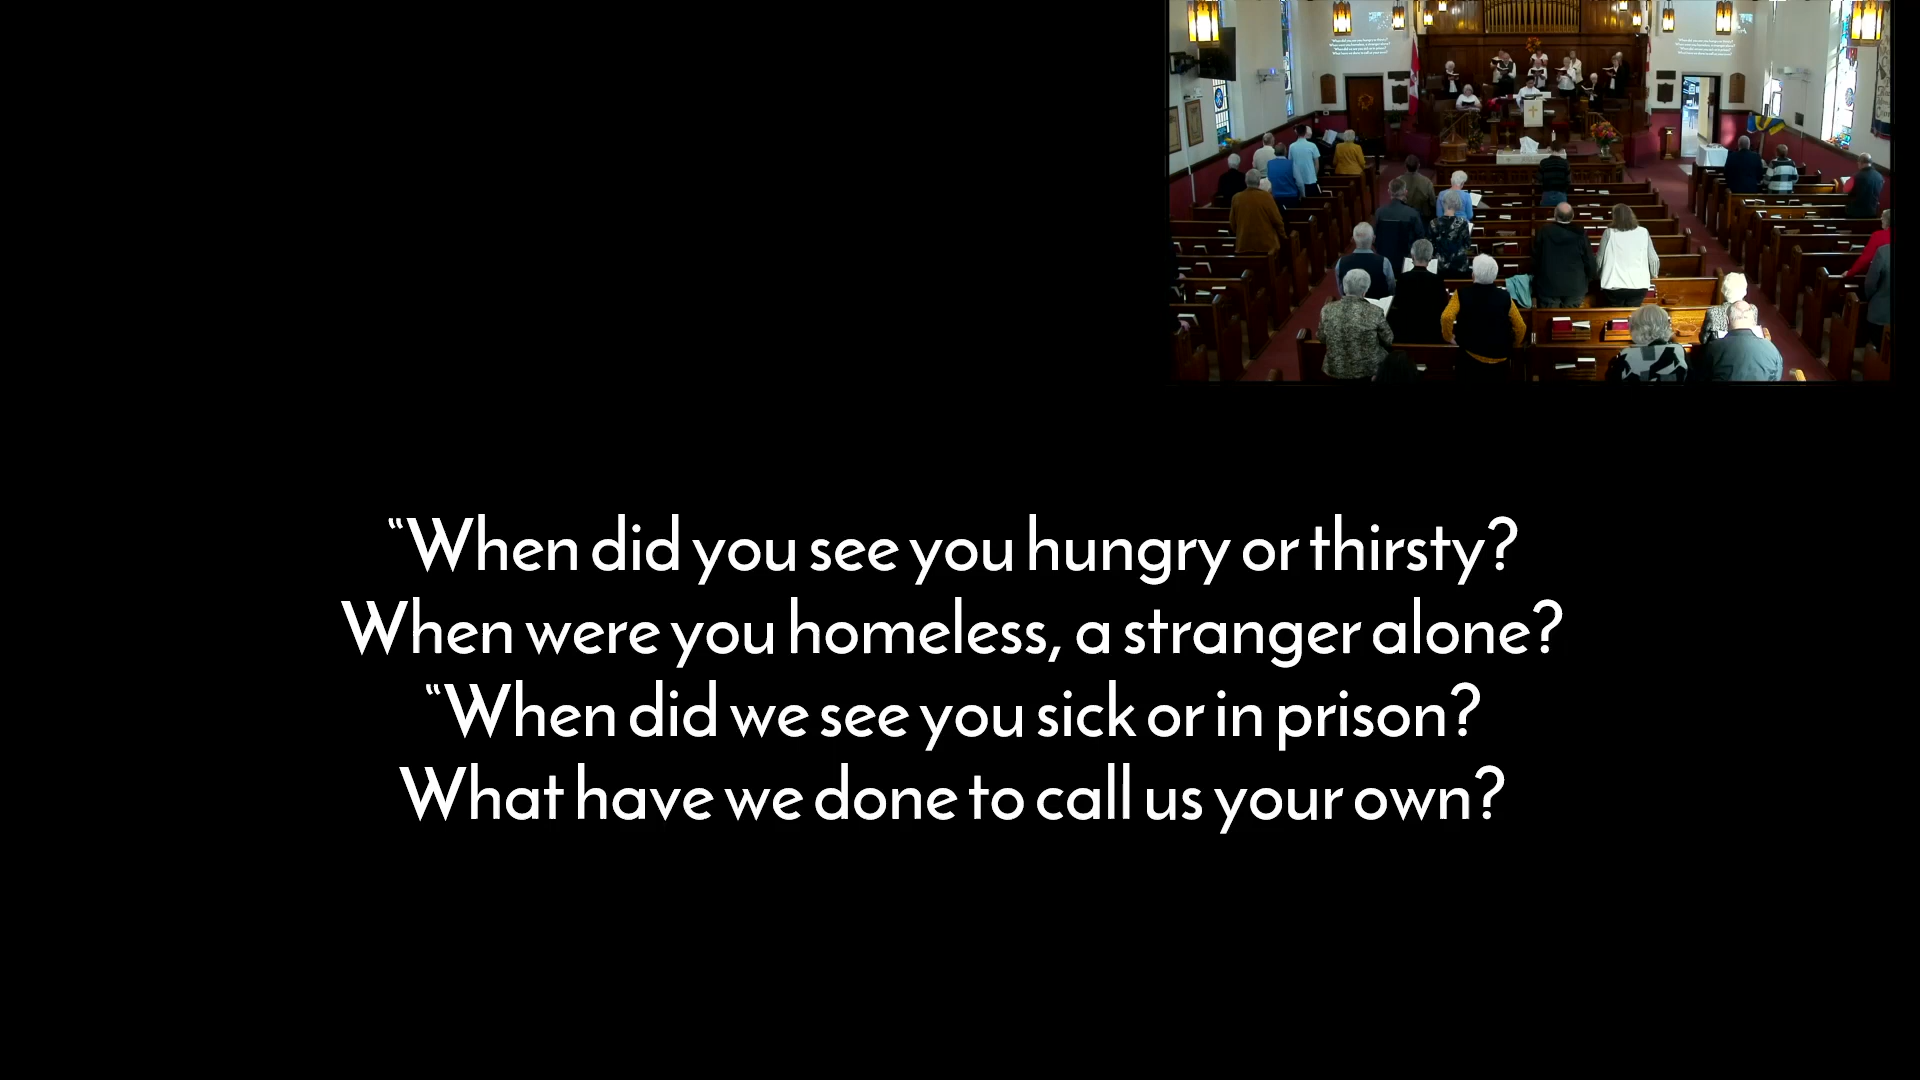 “When did you see you hungry or thirsty?
When were you homeless, a stranger alone?
“When did we see you sick or in prison?
What have we done to call us your own?